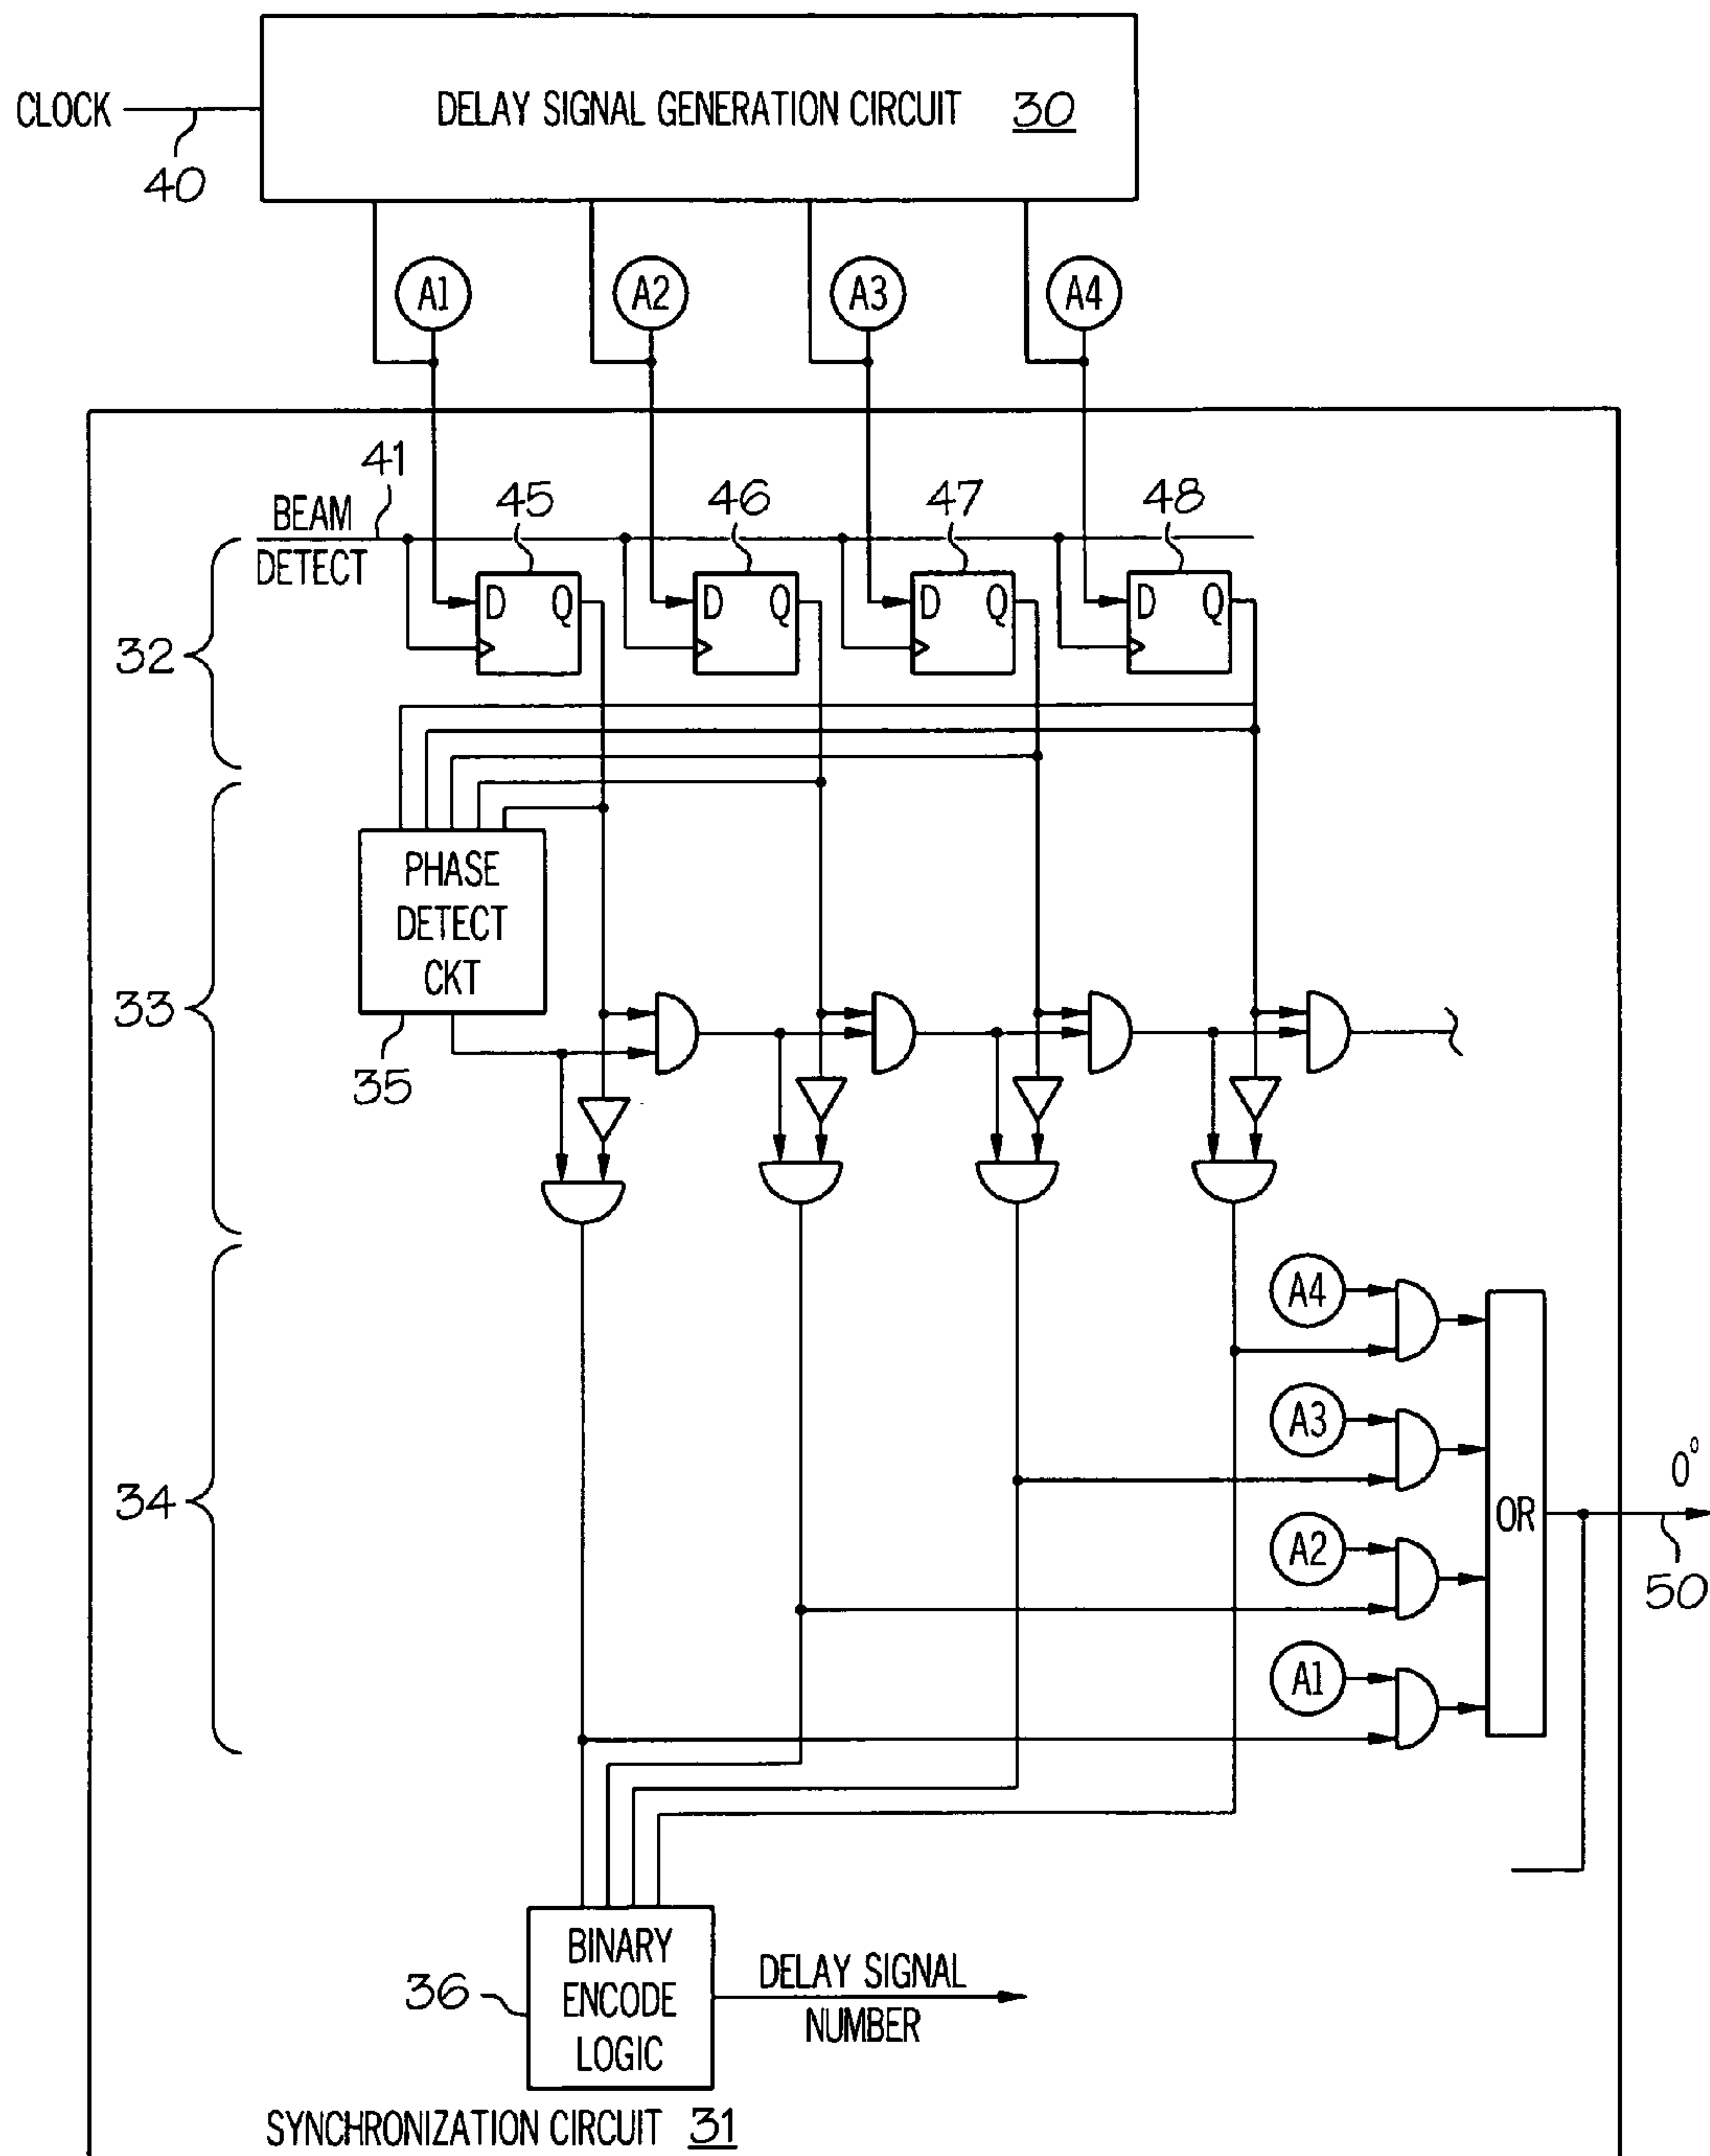 DELAY SIGNAL GENERATION CIRCUIT 30
CLOCK
40
A1 A2 A3 A4
41
BEAM
DETECT
45 46 47 48
D Q D Q D Q D Q
32
33
PHASE
DETECT
CKT
35
34
A4
A3
A2
A1
OR
0°
50
BINARY
ENCODE
LOGIC
36
DELAY SIGNAL
NUMBER
SYNCHRONIZATION CIRCUIT 31